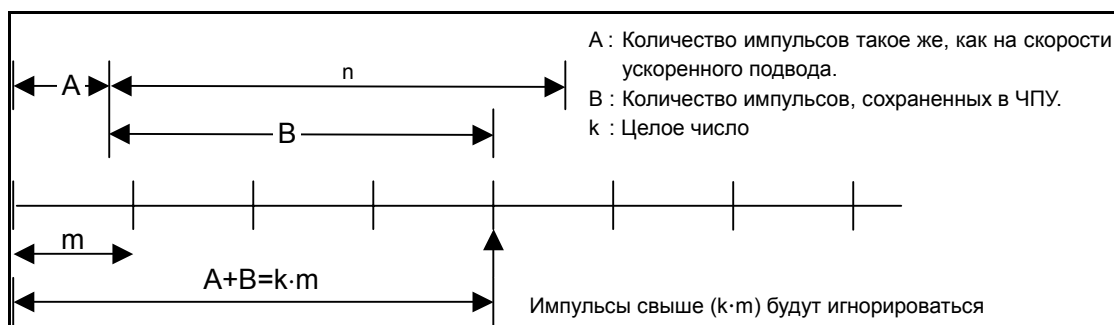 A : Количество импульсов такое же, как на скорости
ускоренного подвода.
B : Количество импульсов, сохраненных в ЧПУ.
k : Целое число
A
n
B
m
A+B=k·m
Импульсы свыше (k·m) будут игнорироваться